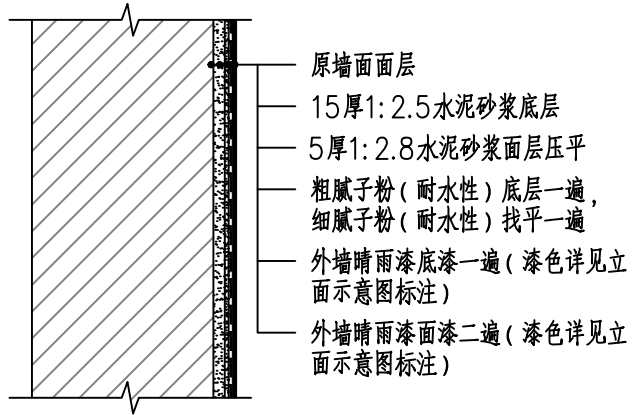 原墙面面层
15厚1:2.5水泥砂浆底层
5厚1:2.8水泥砂浆面层压平
粗腻子粉(耐水性)底层一遍,
细腻子粉(耐水性)找平一遍
外墙晴雨漆底漆一遍(漆色详见立
面示意图标注)
外墙晴雨漆面漆二遍(漆色详见立
面示意图标注)